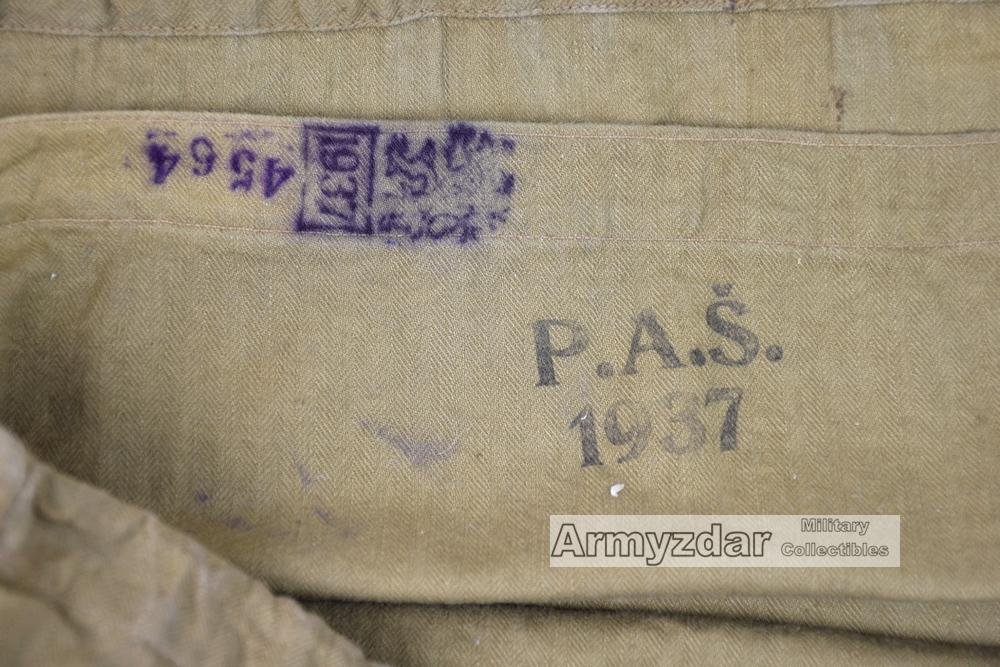 4564
1937
P.A.Š.
1937
Armyzdar Military
Collectibles